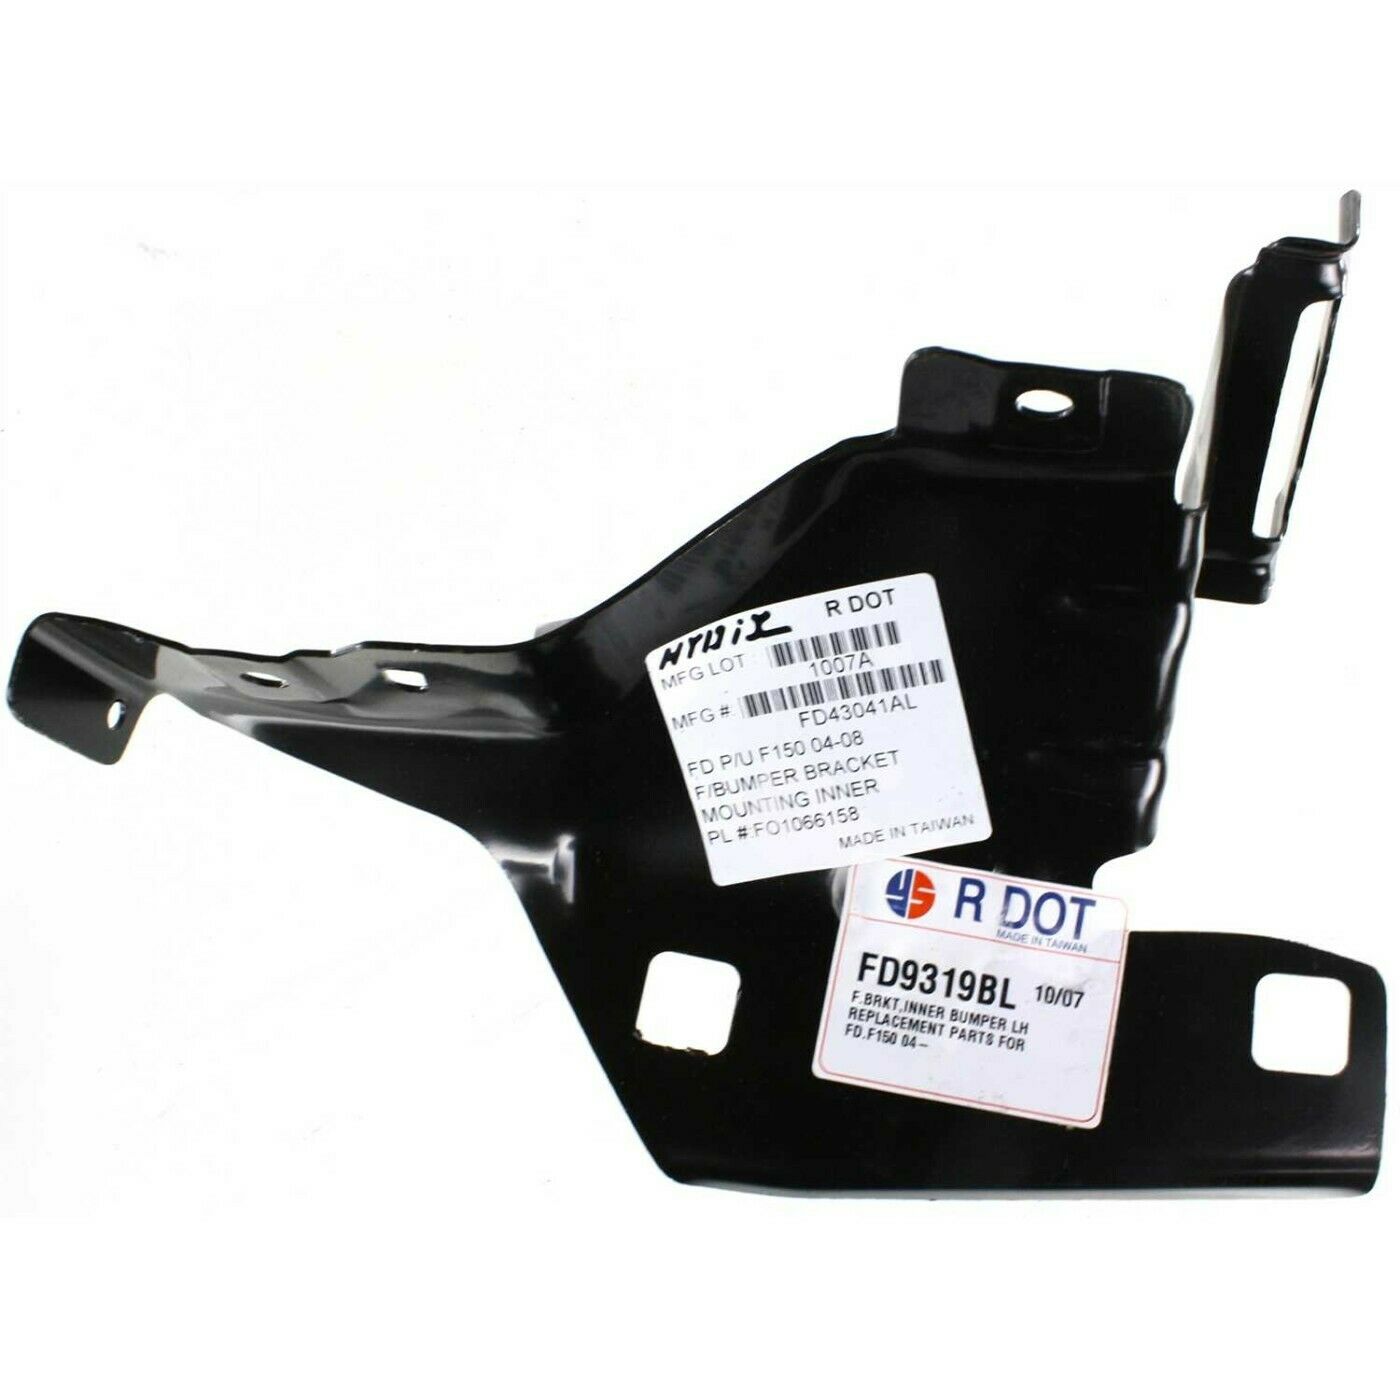 R DOT
MFG LOT
1007A
MFG #:
FD43041AL
FD P/U F150 04-08
F/BUMPER BRACKET
MOUNTING INNER
PL #:FO1066158
MADE IN TAIWAN
YS R DOT
MADE IN TAIWAN
FD9319BL 10/07
F.BRKT,INNER BUMPER LH
REPLACEMENT PARTS FOR
FD.F150 04~